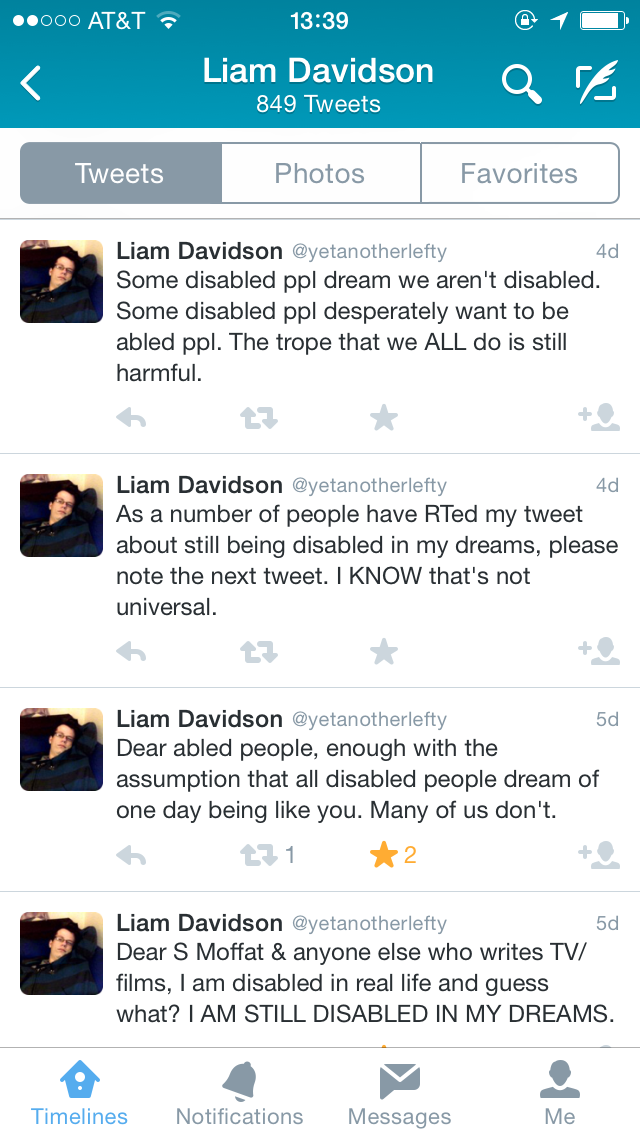 AT&T 13:39
Liam Davidson
849 Tweets
Tweets Photos Favorites
Liam Davidson @yetanotherlefty 4d
Some disabled ppl dream we aren't disabled.
Some disabled ppl desperately want to be
abled ppl. The trope that we ALL do is still
harmful.
Liam Davidson @yetanotherlefty 4d
As a number of people have RTed my tweet
about still being disabled in my dreams, please
note the next tweet. I KNOW that's not
universal.
Liam Davidson @yetanotherlefty 5d
Dear abled people, enough with the
assumption that all disabled people dream of
one day being like you. Many of us don't.
1 2
Liam Davidson @yetanotherlefty 5d
Dear S Moffat & anyone else who writes TV/
films, I am disabled in real life and guess
what? I AM STILL DISABLED IN MY DREAMS.
Timelines Notifications Messages Me